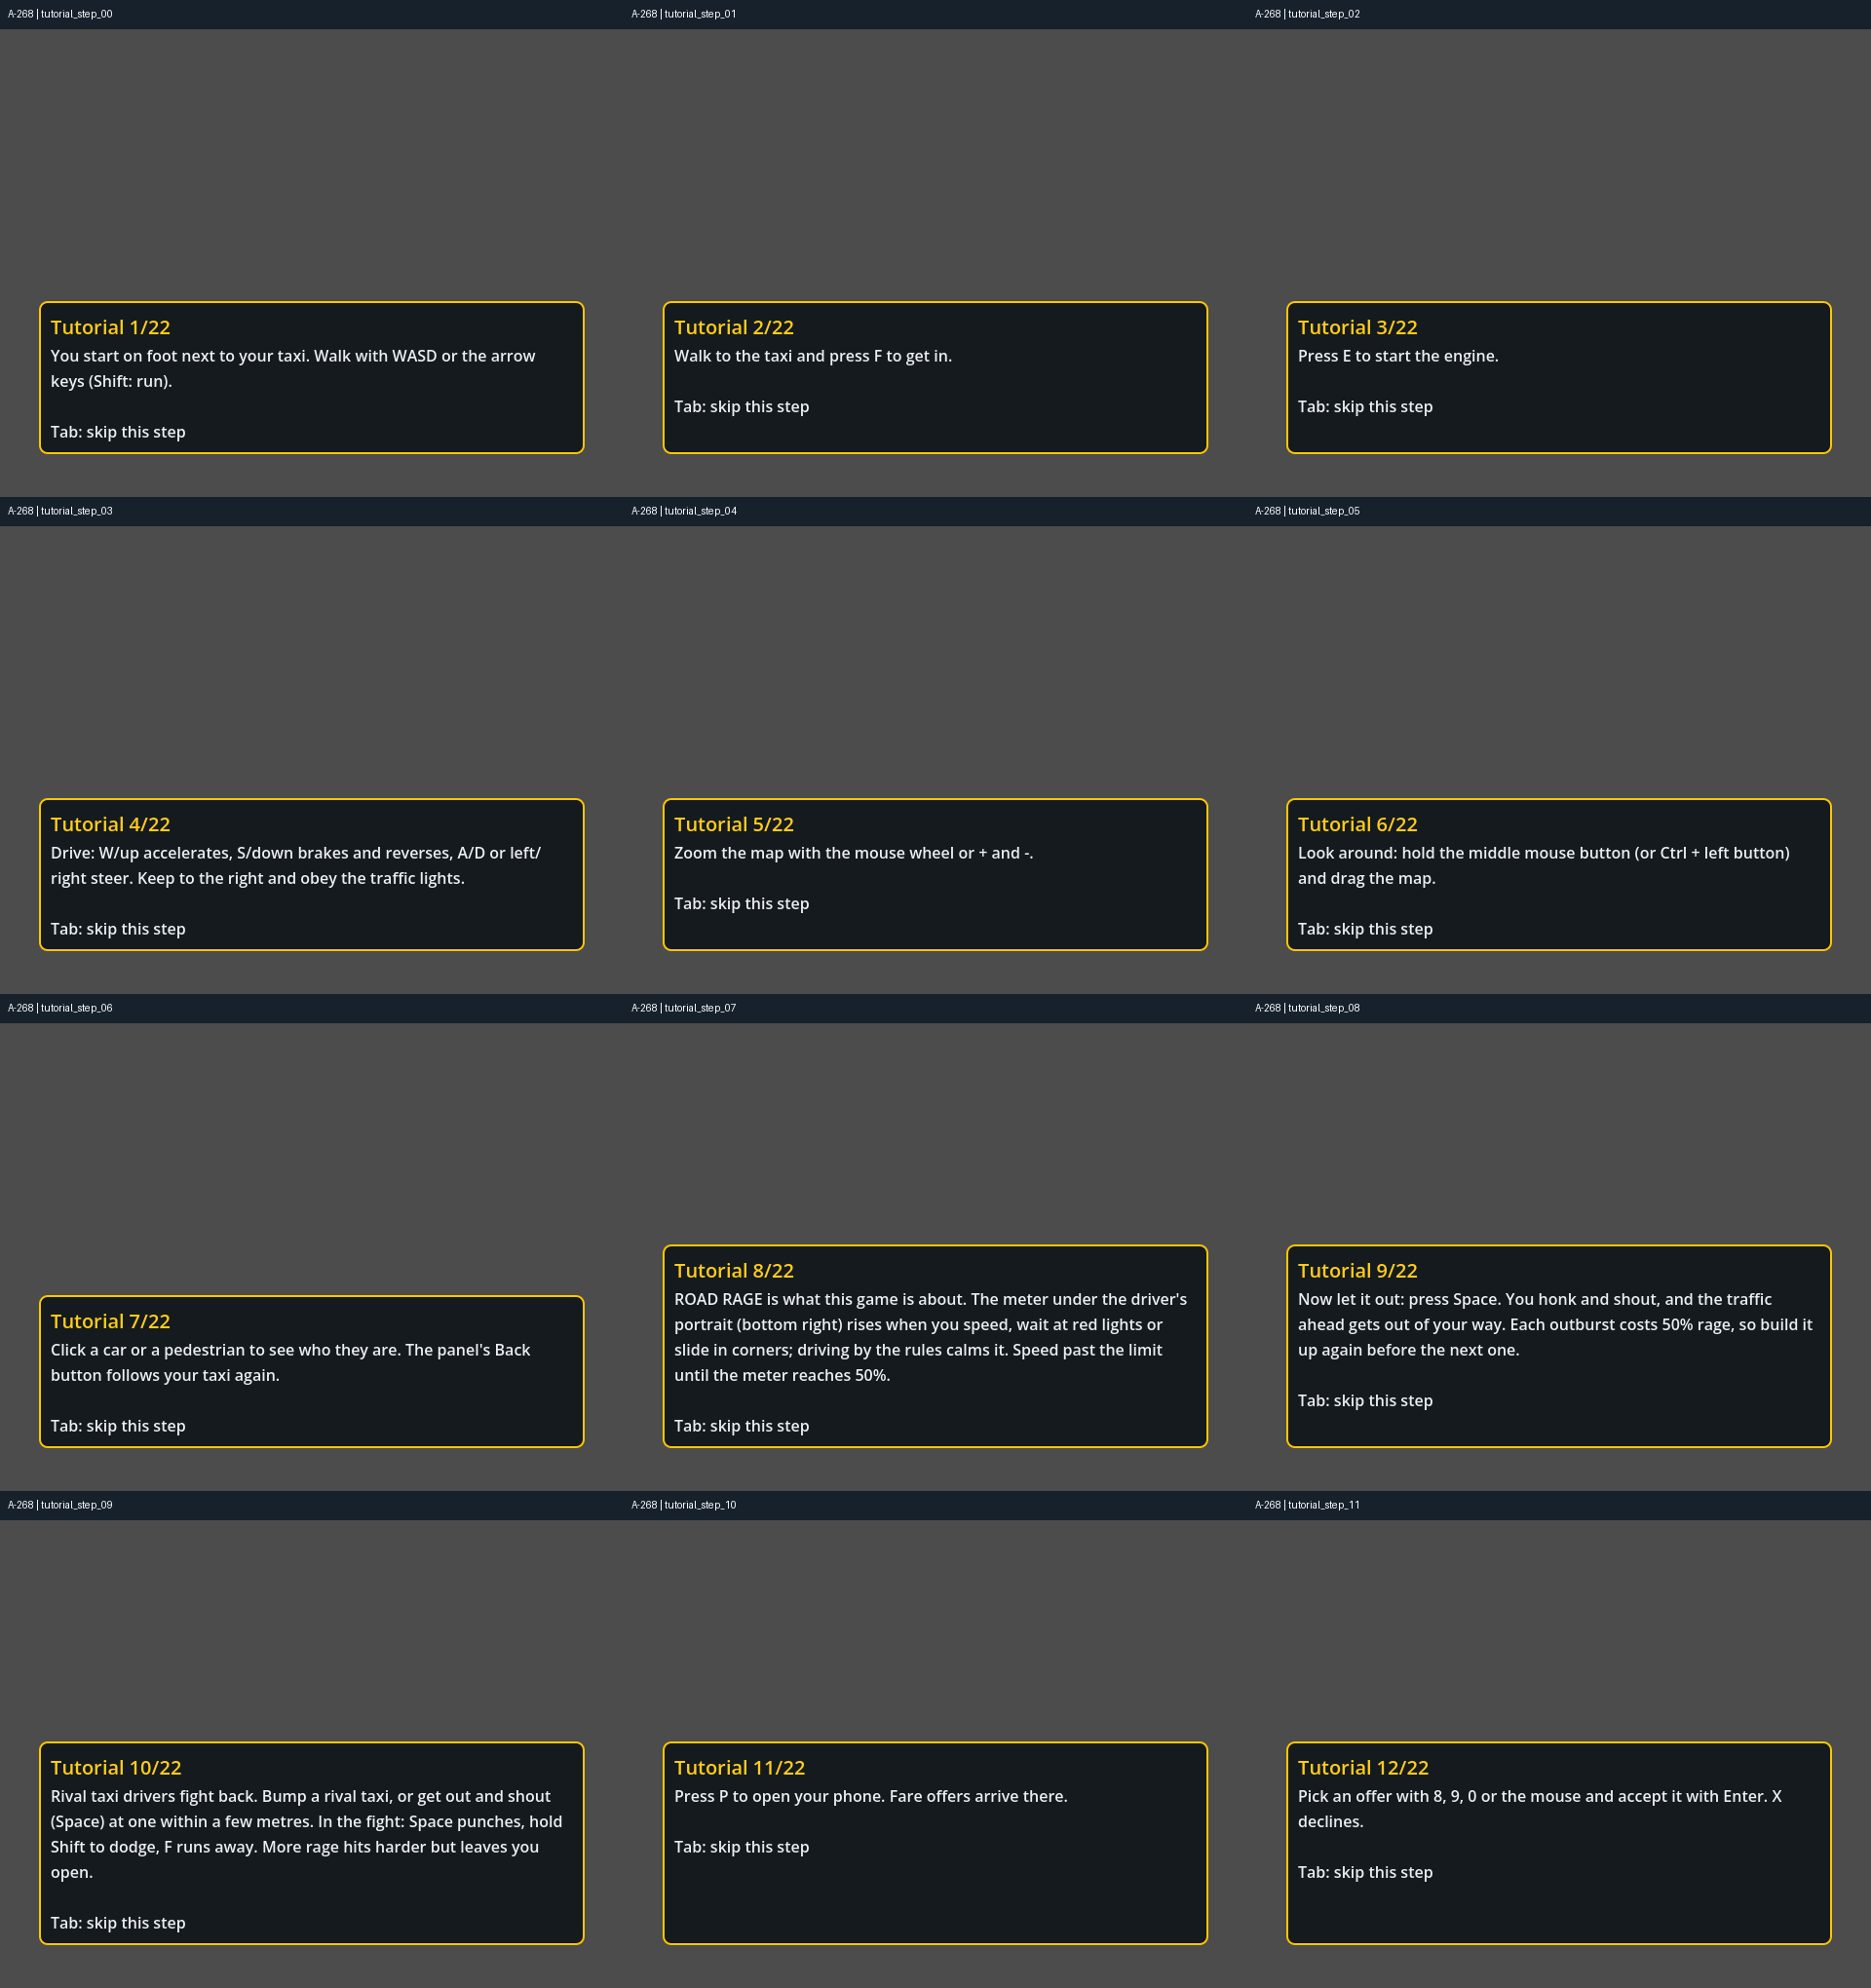 A-268 | tutorial_step_00
Tutorial 1/22
You start on foot next to your taxi. Walk with WASD or the arrow
keys (Shift: run).
Tab: skip this step
A-268 | tutorial_step_01
Tutorial 2/22
Walk to the taxi and press F to get in.
Tab: skip this step
A-268 | tutorial_step_02
Tutorial 3/22
Press E to start the engine.
Tab: skip this step
A-268 | tutorial_step_03
Tutorial 4/22
Drive: W/up accelerates, S/down brakes and reverses, A/D or left/
right steer. Keep to the right and obey the traffic lights.
Tab: skip this step
A-268 | tutorial_step_04
Tutorial 5/22
Zoom the map with the mouse wheel or + and -.
Tab: skip this step
A-268 | tutorial_step_05
Tutorial 6/22
Look around: hold the middle mouse button (or Ctrl + left button)
and drag the map.
Tab: skip this step
A-268 | tutorial_step_06
Tutorial 7/22
Click a car or a pedestrian to see who they are. The panel's Back
button follows your taxi again.
Tab: skip this step
A-268 | tutorial_step_07
Tutorial 8/22
ROAD RAGE is what this game is about. The meter under the driver's
portrait (bottom right) rises when you speed, wait at red lights or
slide in corners; driving by the rules calms it. Speed past the limit
until the meter reaches 50%.
Tab: skip this step
A-268 | tutorial_step_08
Tutorial 9/22
Now let it out: press Space. You honk and shout, and the traffic
ahead gets out of your way. Each outburst costs 50% rage, so build it
up again before the next one.
Tab: skip this step
A-268 | tutorial_step_09
Tutorial 10/22
Rival taxi drivers fight back. Bump a rival taxi, or get out and shout
(Space) at one within a few metres. In the fight: Space punches, hold
Shift to dodge, F runs away. More rage hits harder but leaves you
open.
Tab: skip this step
A-268 | tutorial_step_10
Tutorial 11/22
Press P to open your phone. Fare offers arrive there.
Tab: skip this step
A-268 | tutorial_step_11
Tutorial 12/22
Pick an offer with 8, 9, 0 or the mouse and accept it with Enter. X
declines.
Tab: skip this step